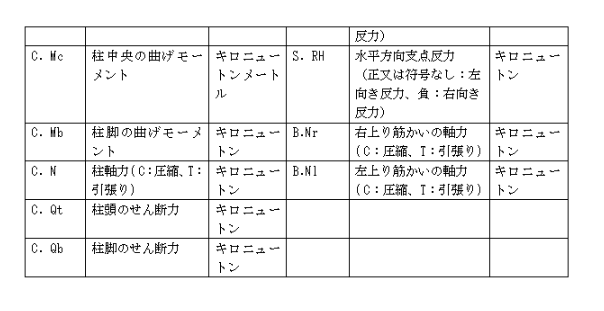 反力）
C. Mc 柱中央の曲げモー キロニュー S. RH 水平方向支点反力 キロニュー
メント トンメート （正又は符号なし：左 トン
ル 向き反力、負：右向き
反力）
C. Mb 柱脚の曲げモーメ キロニュー B.Nr 右上り筋かいの軸力 キロニュー
ント トン (C：圧縮、T：引張り) トン
C. N 柱軸力(C：圧縮、T： キロニュー B.Nl 左上り筋かいの軸力 キロニュー
引張り) トン (C：圧縮、T：引張り) トン
C. Qt 柱頭のせん断力 キロニュー
トン
C. Qb 柱脚のせん断力 キロニュー
トン